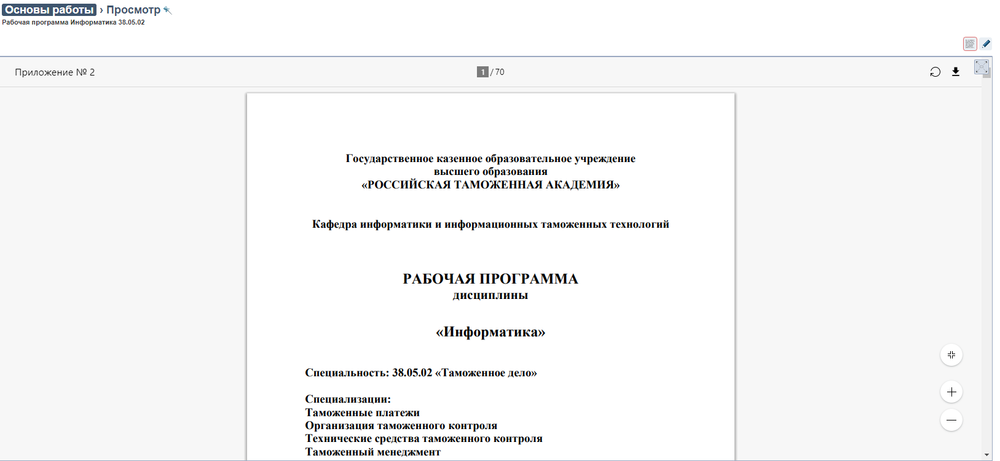 Основы работы › Просмотр
Рабочая программа Информатика 38.05.02
Приложение № 2
1 / 70
Государственное казенное образовательное учреждение
высшего образования
«РОССИЙСКАЯ ТАМОЖЕННАЯ АКАДЕМИЯ»
Кафедра информатики и информационных таможенных технологий
РАБОЧАЯ ПРОГРАММА
дисциплины
«Информатика»
Специальность: 38.05.02 «Таможенное дело»
Специализации:
Таможенные платежи
Организация таможенного контроля
Технические средства таможенного контроля
Таможенный менеджмент